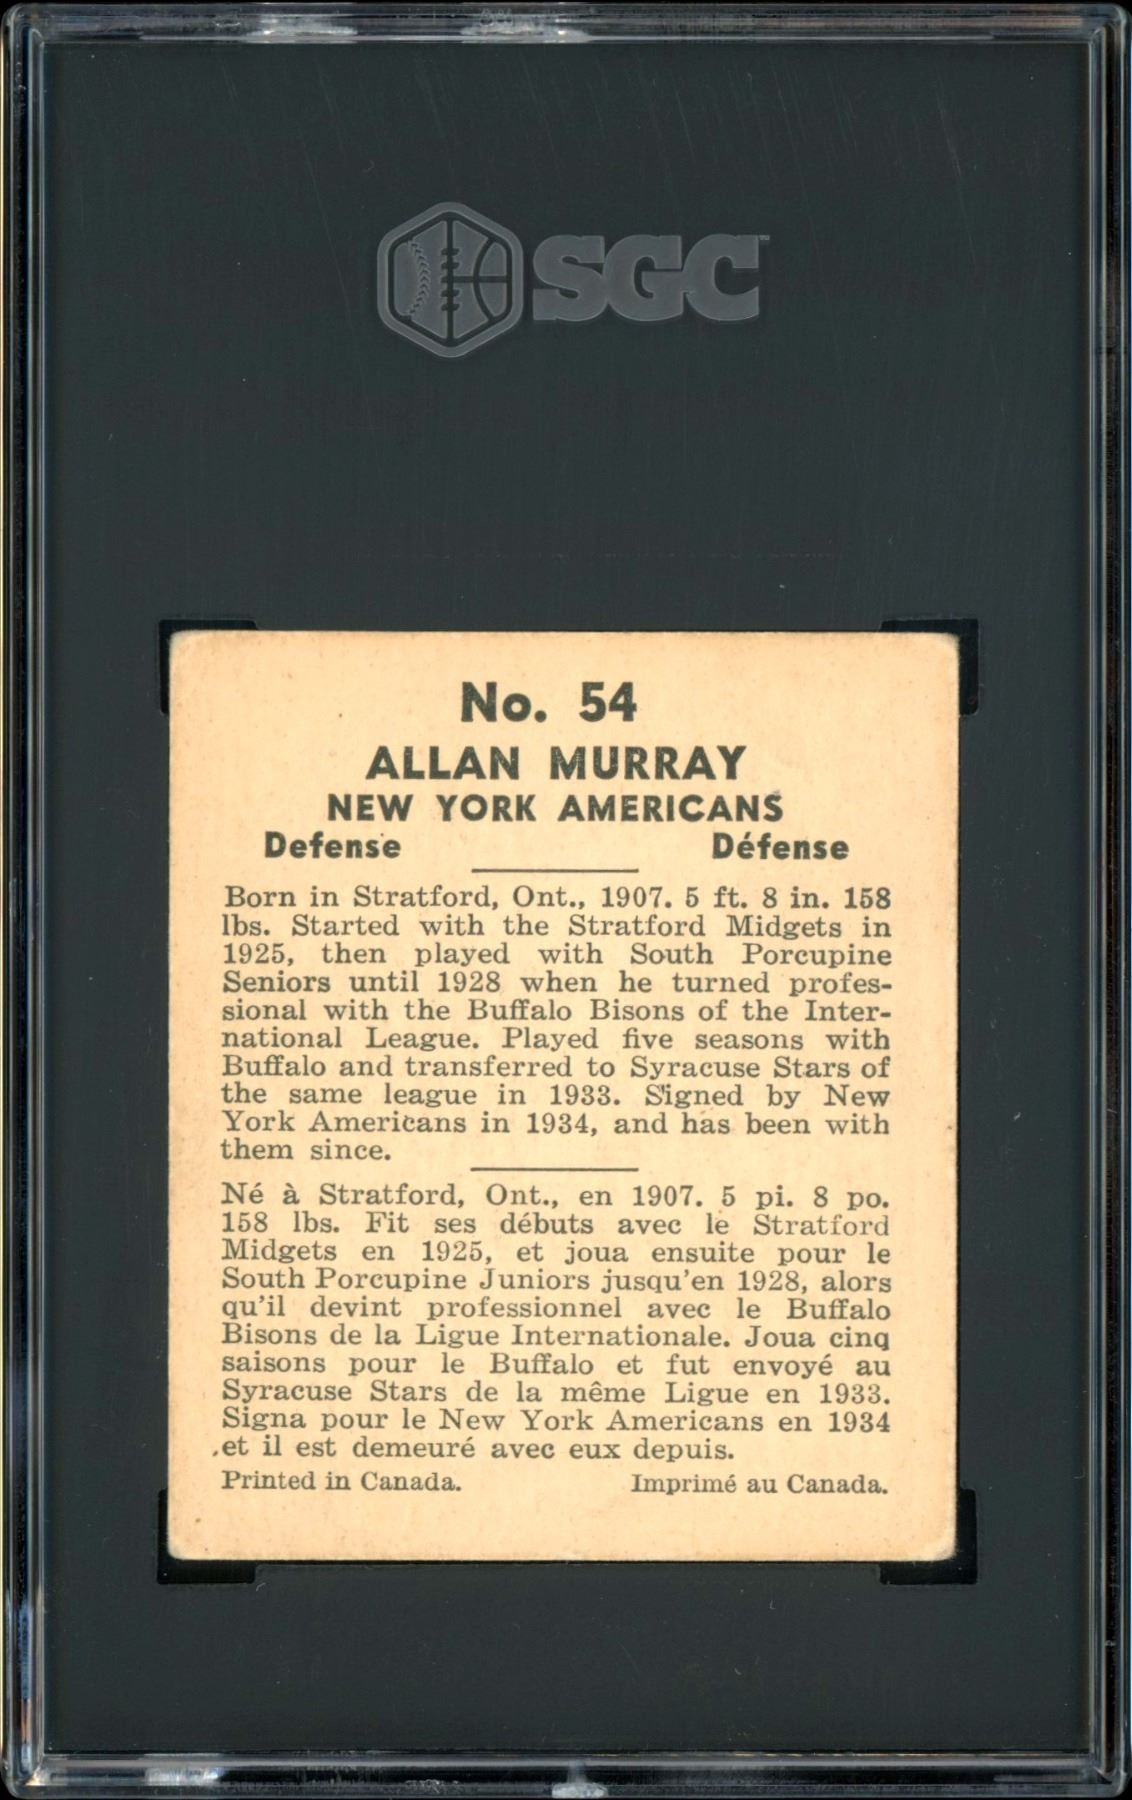 SGC™
No. 54
ALLAN MURRAY
NEW YORK AMERICANS
Defense Défense
Born in Stratford, Ont., 1907. 5 ft. 8 in. 158
lbs. Started with the Stratford Midgets in
1925, then played with South Porcupine
Seniors until 1928 when he turned profes-
sional with the Buffalo Bisons of the Inter-
national League. Played five seasons with
Buffalo and transferred to Syracuse Stars of
the same league in 1933. Signed by New
York Americans in 1934, and has been with
them since.
Né à Stratford, Ont., en 1907. 5 pi. 8 po.
158 lbs. Fit ses débuts avec le Stratford
Midgets en 1925, et joua ensuite pour le
South Porcupine Juniors jusqu'en 1928, alors
qu'il devint professionnel avec le Buffalo
Bisons de la Ligue Internationale. Joua cinq
saisons pour le Buffalo et fut envoyé au
Syracuse Stars de la même Ligue en 1933.
Signa pour le New York Americans en 1934
et il est demeuré avec eux depuis.
Printed in Canada. Imprimé au Canada.